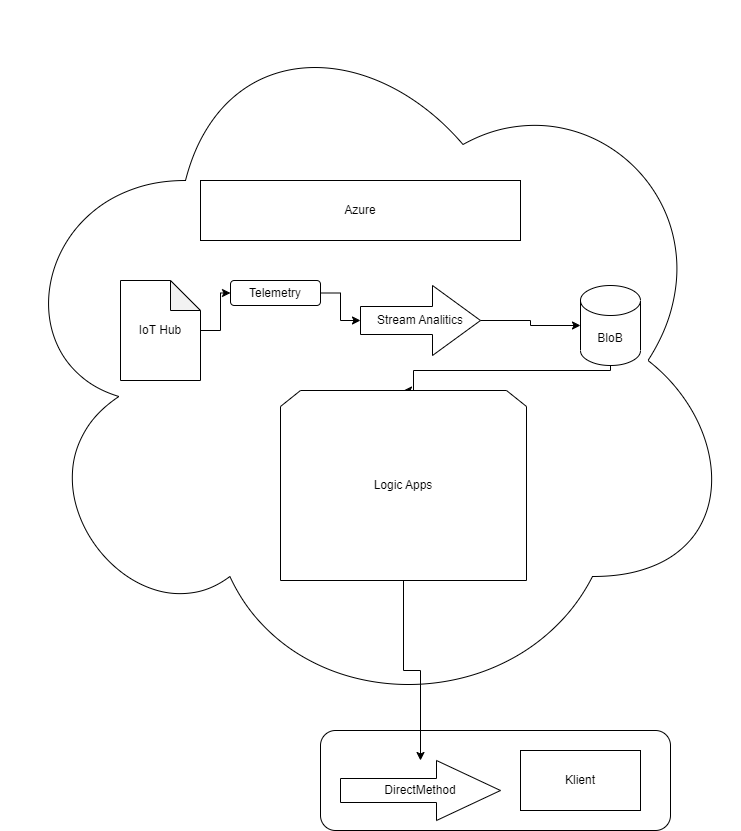 Azure
Telemetry
IoT Hub
Stream Analitics
BloB
Logic Apps
DirectMethod
Klient